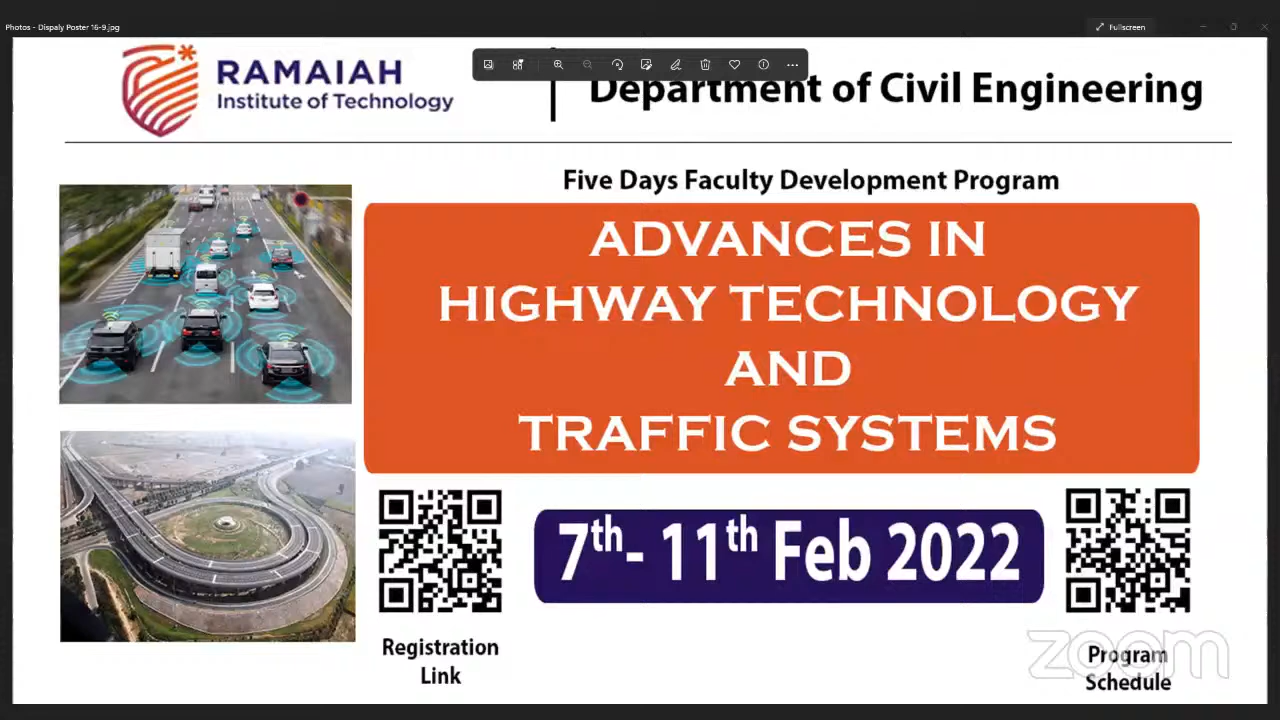 Photos - Dispaly Poster 16-9.jpg
Fullscreen
RAMAIAH
Institute of Technology
Department of Civil Engineering
Five Days Faculty Development Program
ADVANCES IN
HIGHWAY TECHNOLOGY
AND
TRAFFIC SYSTEMS
7th- 11th Feb 2022
Registration
Link
Program
Schedule
zoom